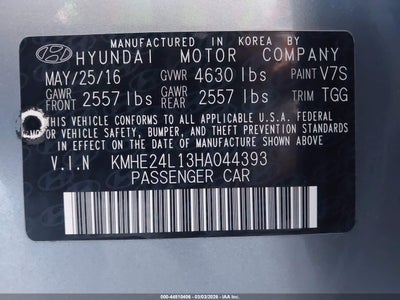 MANUFACTURED IN KOREA BY
HYUNDAI MOTOR COMPANY
MAY/25/16 GVWR 4630 lbs PAINT V7S
GAWR FRONT 2557 lbs GAWR REAR 2557 lbs TRIM TGG
THIS VEHICLE CONFORMS TO ALL APPLICABLE U.S.A. FEDERAL
MOTOR VEHICLE SAFETY, BUMPER, AND THEFT PREVENTION STANDARDS
IN EFFECT ON THE DATE OF MANUFACTURE SHOWN ABOVE.
V.I.N KMHE24L13HA044393
PASSENGER CAR
000-44810406 - 03/03/2026 - IAA Inc.